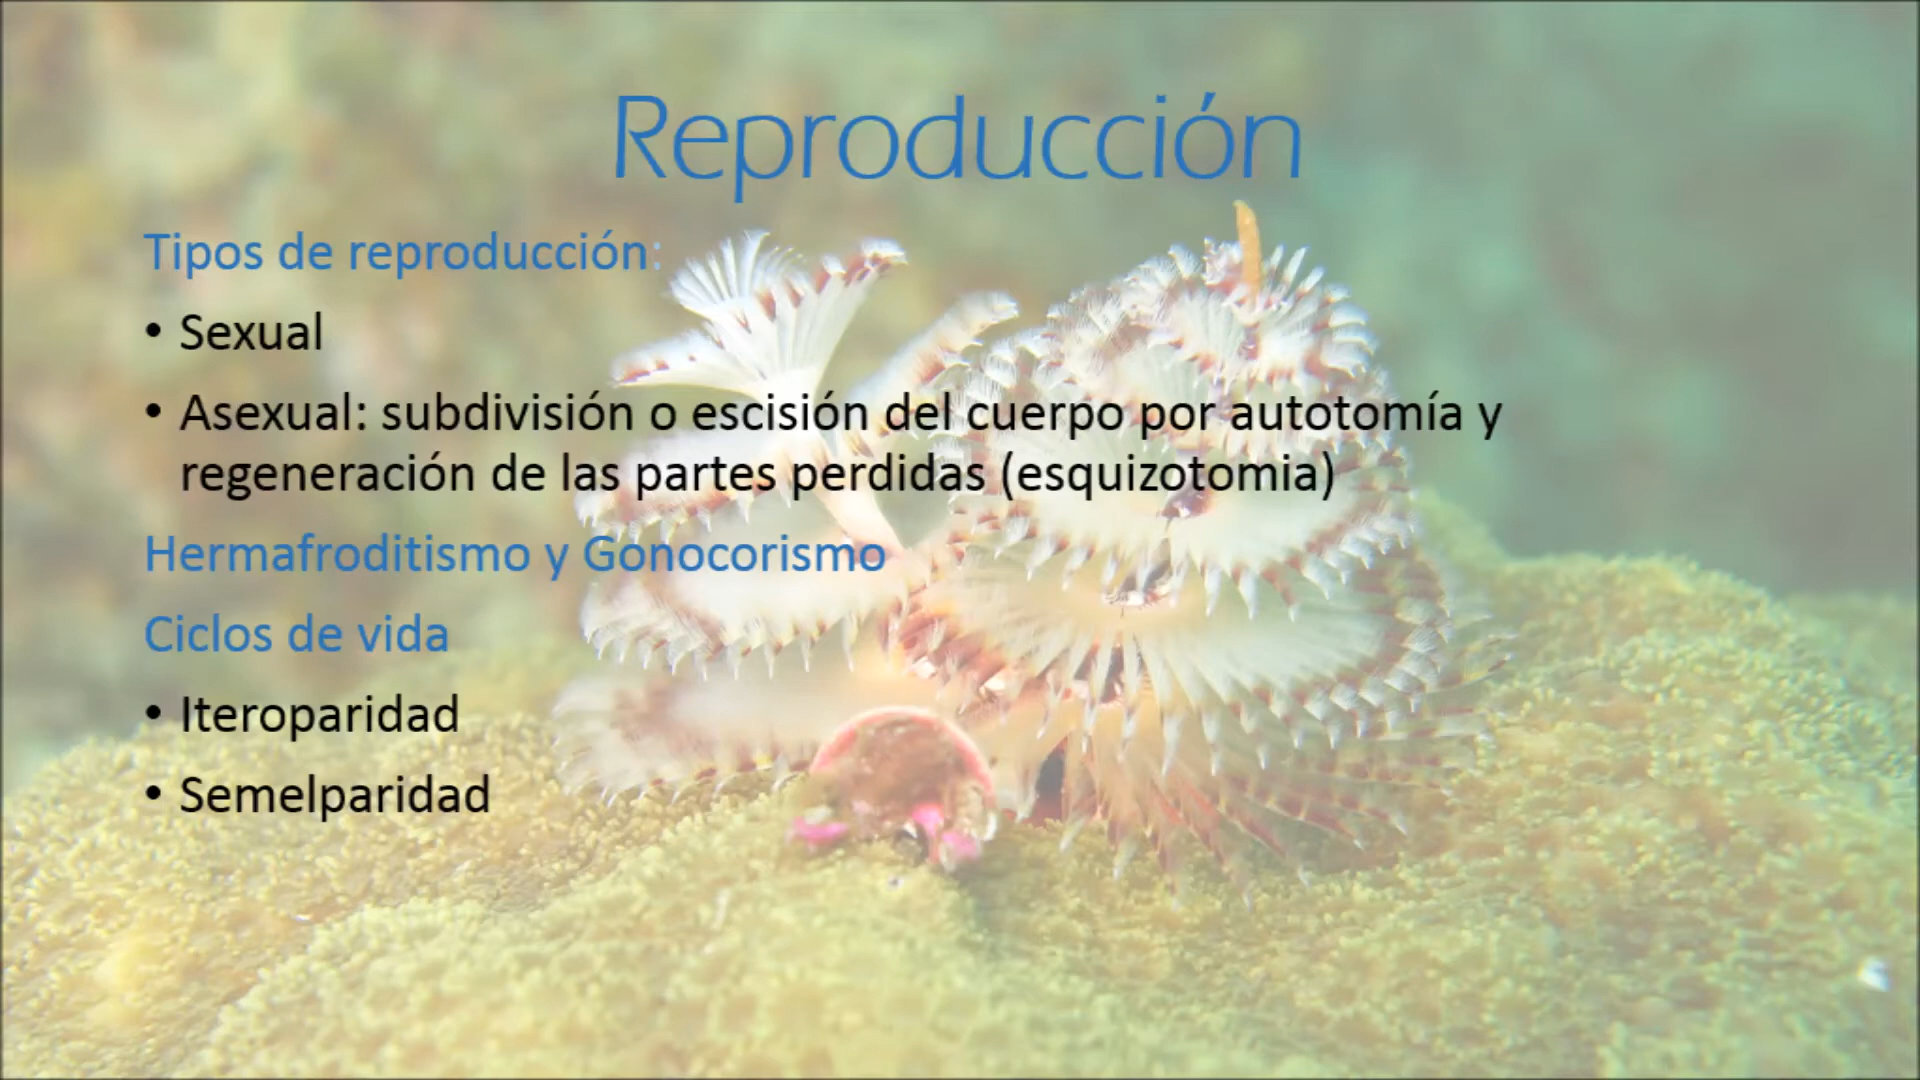 Reproducción
Tipos de reproducción:
• Sexual
• Asexual: subdivisión o escisión del cuerpo por autotomía y
regeneración de las partes perdidas (esquizotomia)
Hermafroditismo y Gonocorismo
Ciclos de vida
• Iteroparidad
• Semelparidad